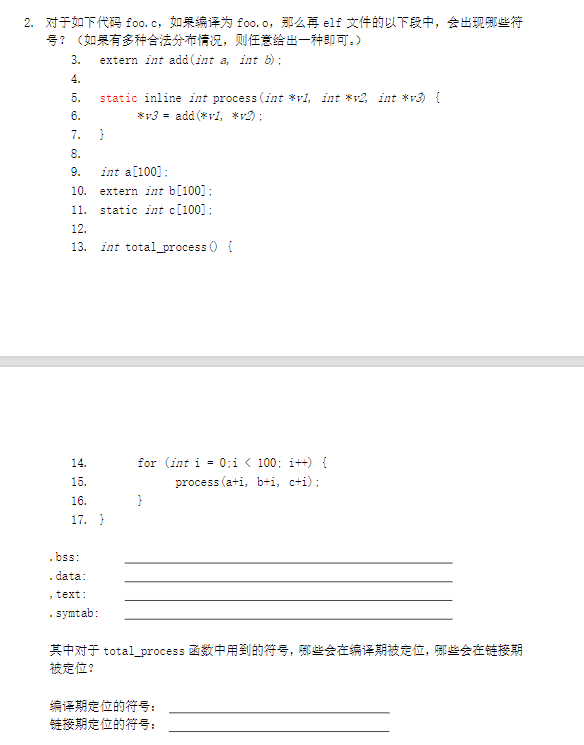 2. 对于如下代码 foo.c，如果编译为 foo.o，那么再 elf 文件的以下段中，会出现哪些符
号？（如果有多种合法分布情况，则任意给出一种即可。）
3. extern int add(int a, int b);
4.
5. static inline int process(int *v1, int *v2, int *v3) {
6. *v3 = add(*v1, *v2);
7. }
8.
9. int a[100];
10. extern int b[100];
11. static int c[100];
12.
13. int total_process() {
14. for (int i = 0;i < 100; i++) {
15. process(a+i, b+i, c+i);
16. }
17. }
.bss:
.data:
,text:
.symtab:
其中对于 total_process 函数中用到的符号，哪些会在编译期被定位，哪些会在链接期
被定位？
编译期定位的符号：
链接期定位的符号：